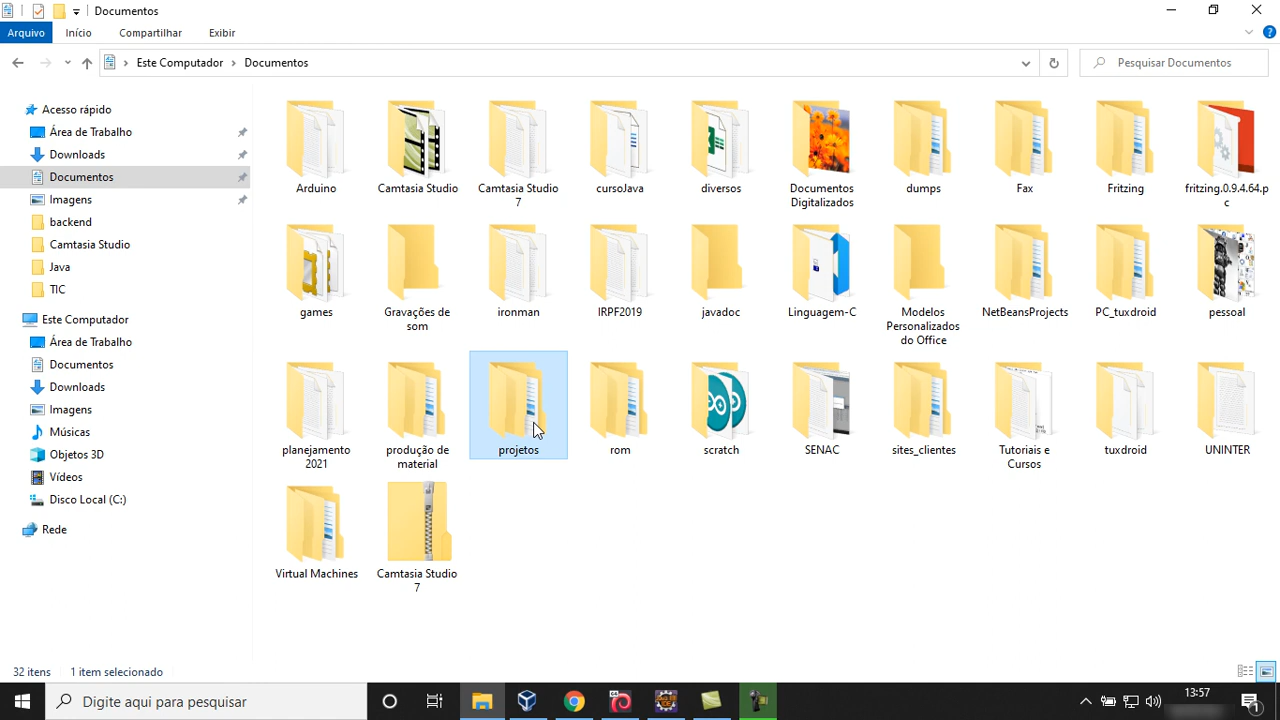 Documentos
Arquivo Início Compartilhar Exibir
Este Computador Documentos
Pesquisar Documentos
Acesso rápido
Área de Trabalho
Downloads
Documentos
Imagens
backend
Camtasia Studio
Java
TIC
Este Computador
Área de Trabalho
Documentos
Downloads
Imagens
Músicas
Objetos 3D
Vídeos
Disco Local (C:)
Rede
Arduino
Camtasia Studio
Camtasia Studio
7
cursoJava
diversos
Documentos
Digitalizados
dumps
Fax
Fritzing
fritzing.0.9.4.64.p
c
games
Gravações de
som
ironman
IRPF2019
javadoc
Linguagem-C
Modelos
Personalizados
do Office
NetBeansProjects
PC_tuxdroid
pessoal
planejamento
2021
produção de
material
projetos
rom
scratch
SENAC
sites_clientes
Tutoriais e
Cursos
tuxdroid
UNINTER
Virtual Machines
Camtasia Studio
7
32 itens 1 item selecionado
Digite aqui para pesquisar
13:57
1